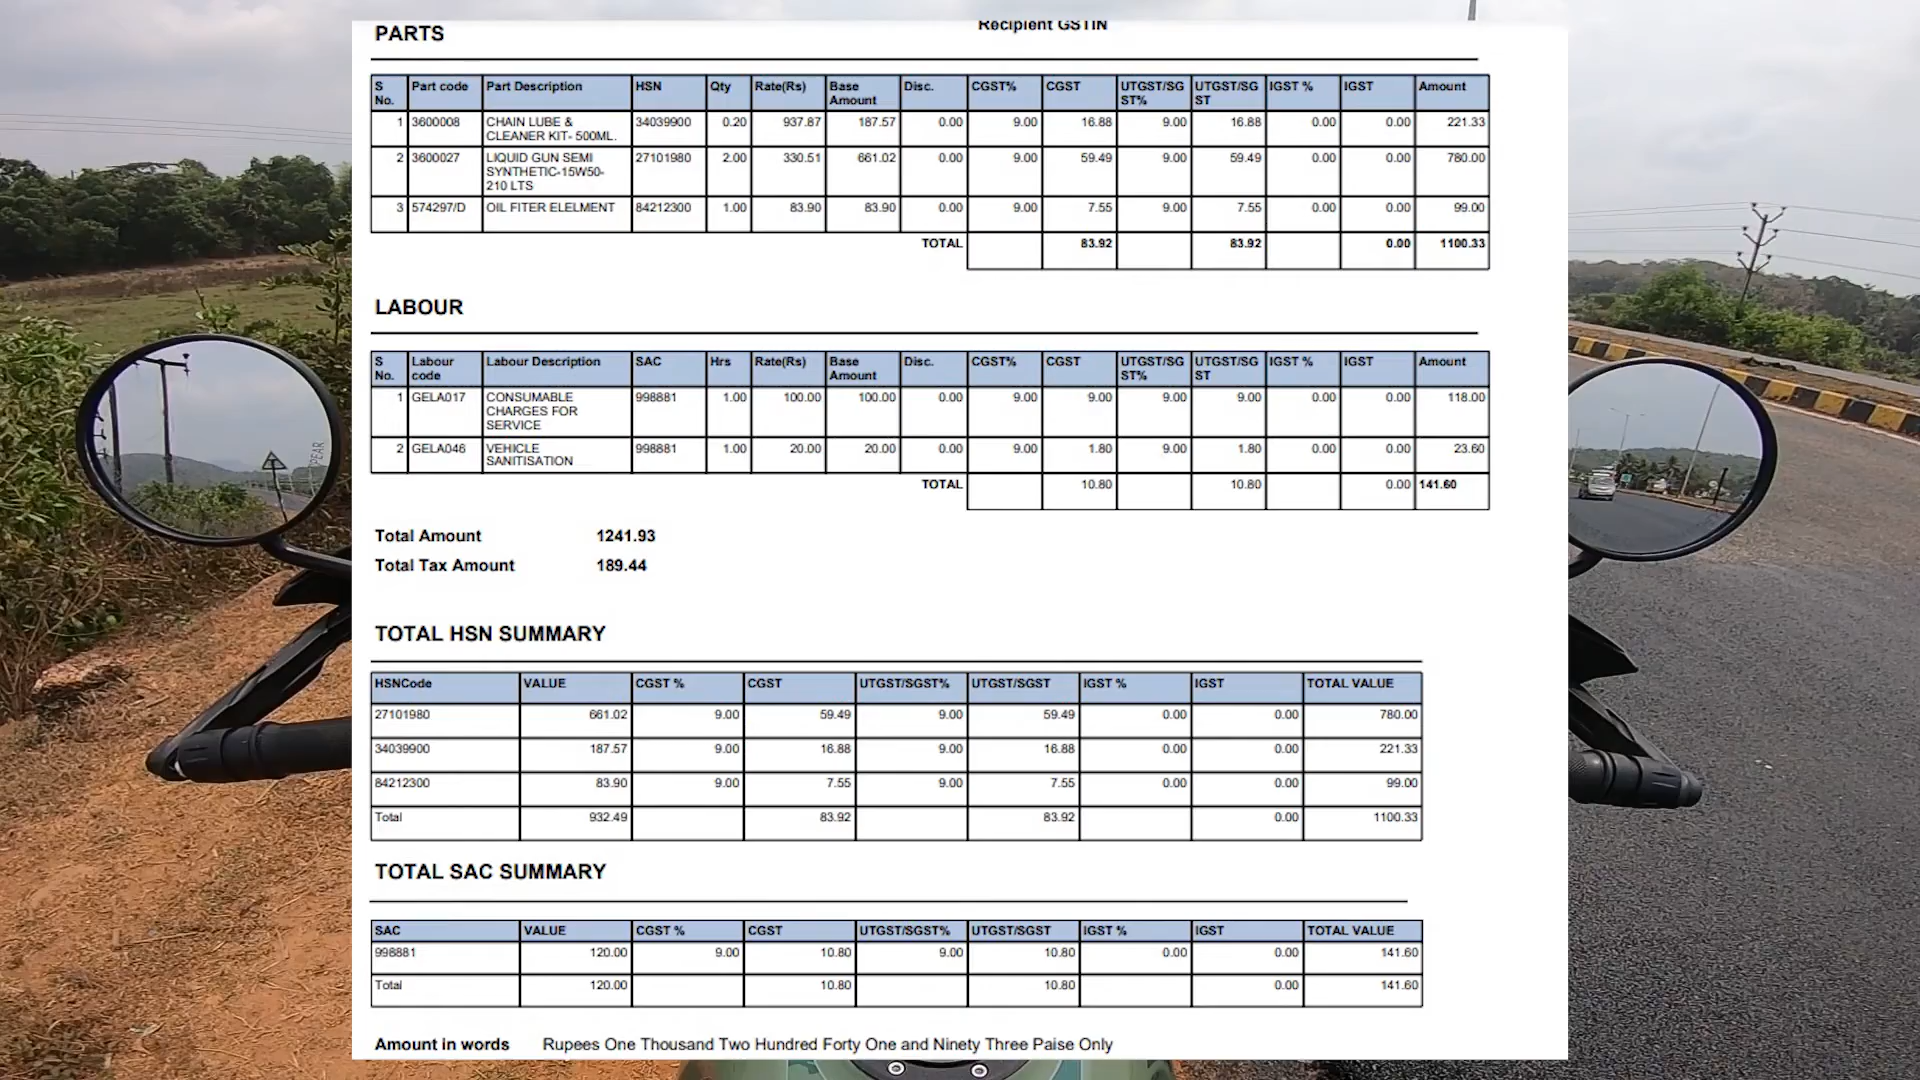 Recipient GSTIN
PARTS
S No. Part code Part Description HSN Qty Rate(Rs) Base Amount Disc. CGST% CGST UTGST/SGST% UTGST/SGST IGST % IGST Amount
1 3600008 CHAIN LUBE & CLEANER KIT- 500ML. 34039900 0.20 937.87 187.57 0.00 9.00 16.88 9.00 16.88 0.00 0.00 221.33
2 3600027 LIQUID GUN SEMI SYNTHETIC-15W50-210 LTS 27101980 2.00 330.51 661.02 0.00 9.00 59.49 9.00 59.49 0.00 0.00 780.00
3 574297/D OIL FITER ELELMENT 84212300 1.00 83.90 83.90 0.00 9.00 7.55 9.00 7.55 0.00 0.00 99.00
TOTAL 83.92 83.92 0.00 1100.33
LABOUR
S No. Labour code Labour Description SAC Hrs Rate(Rs) Base Amount Disc. CGST% CGST UTGST/SGST% UTGST/SGST IGST % IGST Amount
1 GELA017 CONSUMABLE CHARGES FOR SERVICE 998881 1.00 100.00 100.00 0.00 9.00 9.00 9.00 9.00 0.00 0.00 118.00
2 GELA046 VEHICLE SANITISATION 998881 1.00 20.00 20.00 0.00 9.00 1.80 9.00 1.80 0.00 0.00 23.60
TOTAL 10.80 10.80 0.00 141.60
Total Amount 1241.93
Total Tax Amount 189.44
TOTAL HSN SUMMARY
HSNCode VALUE CGST % CGST UTGST/SGST% UTGST/SGST IGST % IGST TOTAL VALUE
27101980 661.02 9.00 59.49 9.00 59.49 0.00 0.00 780.00
34039900 187.57 9.00 16.88 9.00 16.88 0.00 0.00 221.33
84212300 83.90 9.00 7.55 9.00 7.55 0.00 0.00 99.00
Total 932.49 83.92 83.92 0.00 1100.33
TOTAL SAC SUMMARY
SAC VALUE CGST % CGST UTGST/SGST% UTGST/SGST IGST % IGST TOTAL VALUE
998881 120.00 9.00 10.80 9.00 10.80 0.00 0.00 141.60
Total 120.00 10.80 10.80 0.00 141.60
Amount in words Rupees One Thousand Two Hundred Forty One and Ninety Three Paise Only